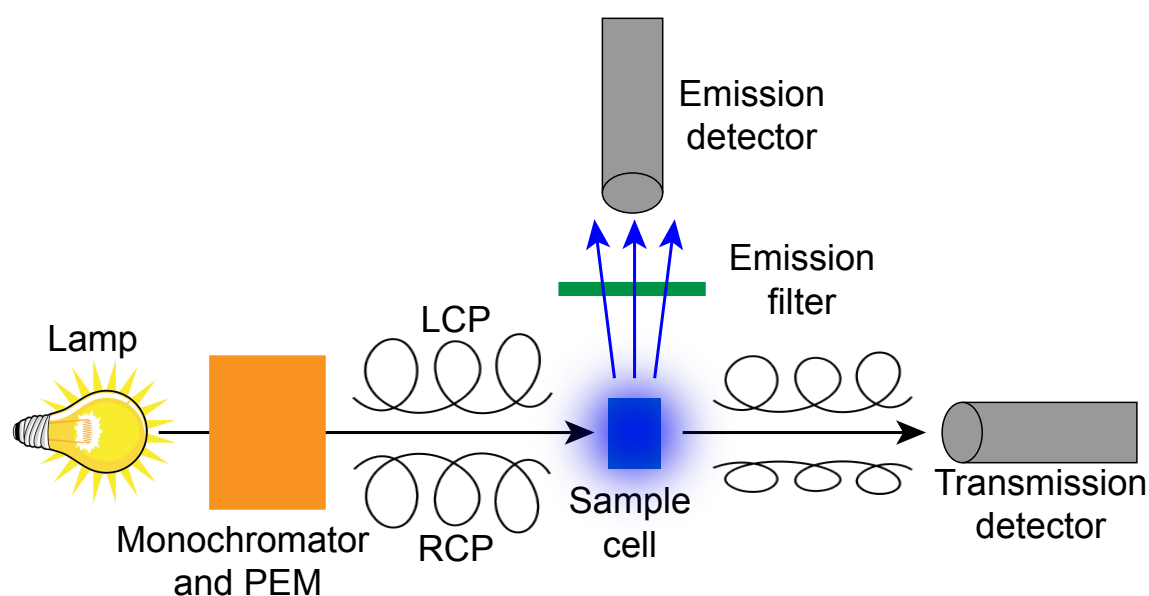 Emission
detector
Emission
filter
LCP
Lamp
Monochromator
and PEM
RCP
Sample
cell
Transmission
detector